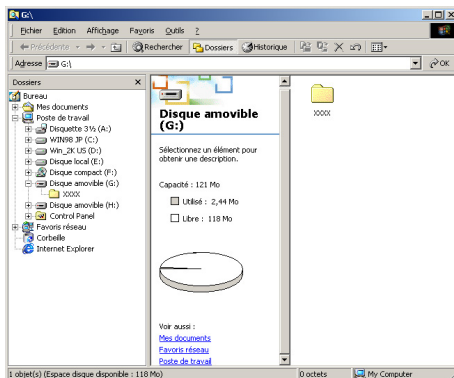 G:\
Fichier Edition Affichage Favoris Outils ?
Précédente Rechercher Dossiers Historique
Adresse G:\ OK
Dossiers
Bureau
Mes documents
Poste de travail
Disquette 3½ (A:)
WIN98 JP (C:)
Win_2K US (D:)
Disque local (E:)
Disque compact (F:)
Disque amovible (G:)
XXXX
Disque amovible (H:)
Control Panel
Favoris réseau
Corbeille
Internet Explorer
Disque amovible
(G:)
Sélectionnez un élément pour
obtenir une description.
Capacité : 121 Mo
Utilisé : 2,44 Mo
Libre : 118 Mo
Voir aussi :
Mes documents
Favoris réseau
Poste de travail
XXXX
1 objet(s) (Espace disque disponible : 118 Mo) 0 octets My Computer